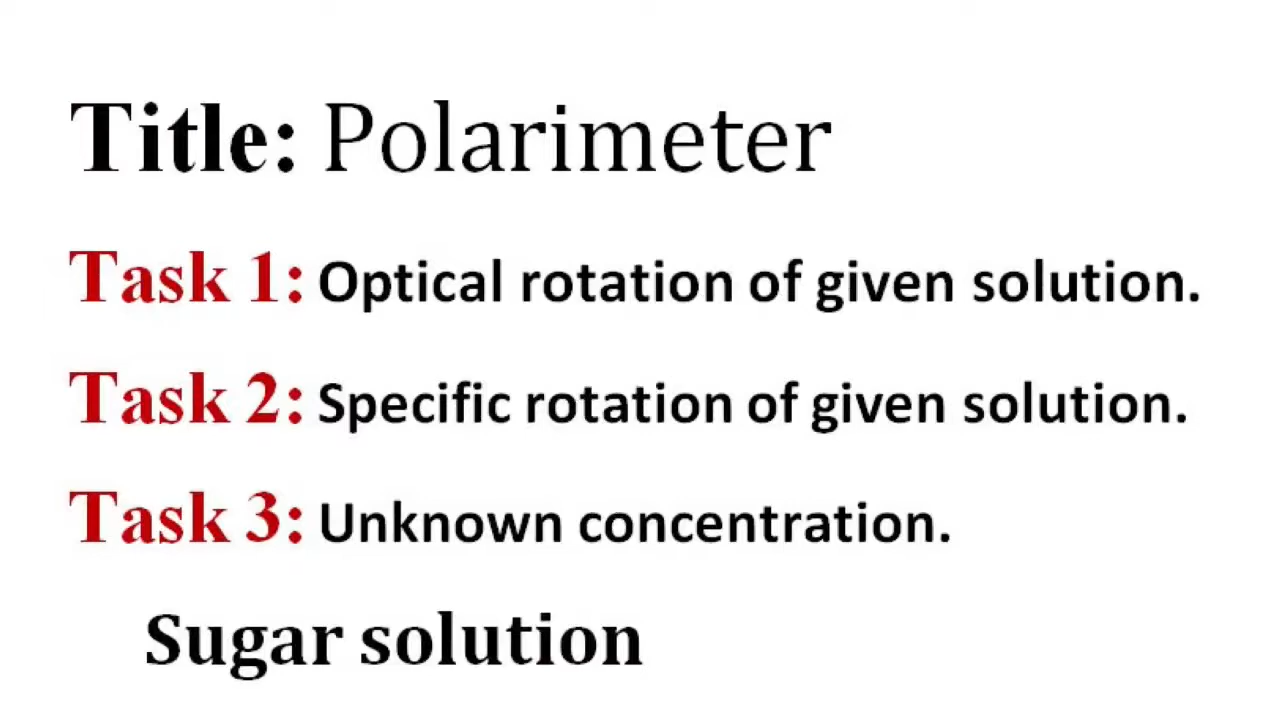 Title: Polarimeter
Task 1: Optical rotation of given solution.
Task 2: Specific rotation of given solution.
Task 3: Unknown concentration.
Sugar solution